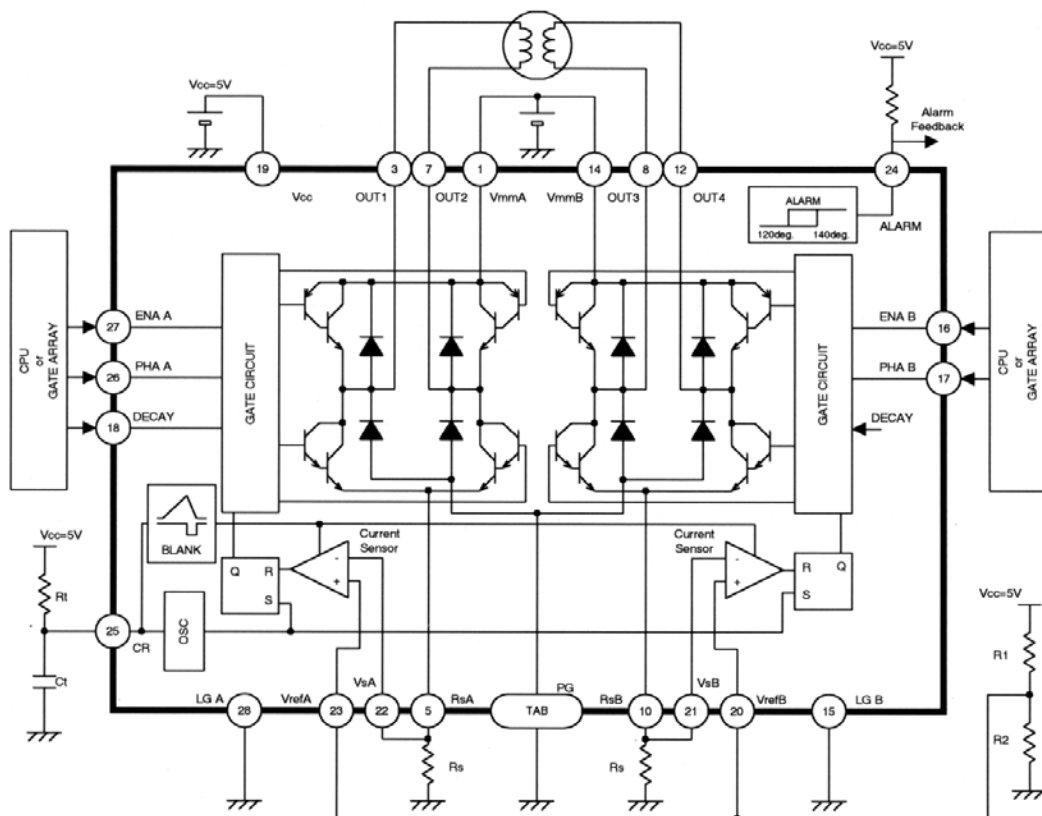 Vcc=5V
Alarm
Feedback
Vcc=5V
19
3
7
1
14
8
12
24
Vcc
OUT1
OUT2
VmmA
VmmB
OUT3
OUT4
ALARM
ALARM
120deg.
140deg.
CPU
or
GATE ARRAY
27
ENA A
26
PHA A
18
DECAY
GATE CIRCUIT
GATE CIRCUIT
ENA B
16
PHA B
17
DECAY
CPU
or
GATE ARRAY
BLANK
Current
Sensor
Current
Sensor
Vcc=5V
Rt
Q
R
S
-
+
-
+
R
Q
S
25
CR
OSC
Ct
Vcc=5V
R1
R2
LG A
VrefA
VsA
RsA
PG
RsB
VsB
VrefB
LG B
28
23
22
5
TAB
10
21
20
15
Rs
Rs